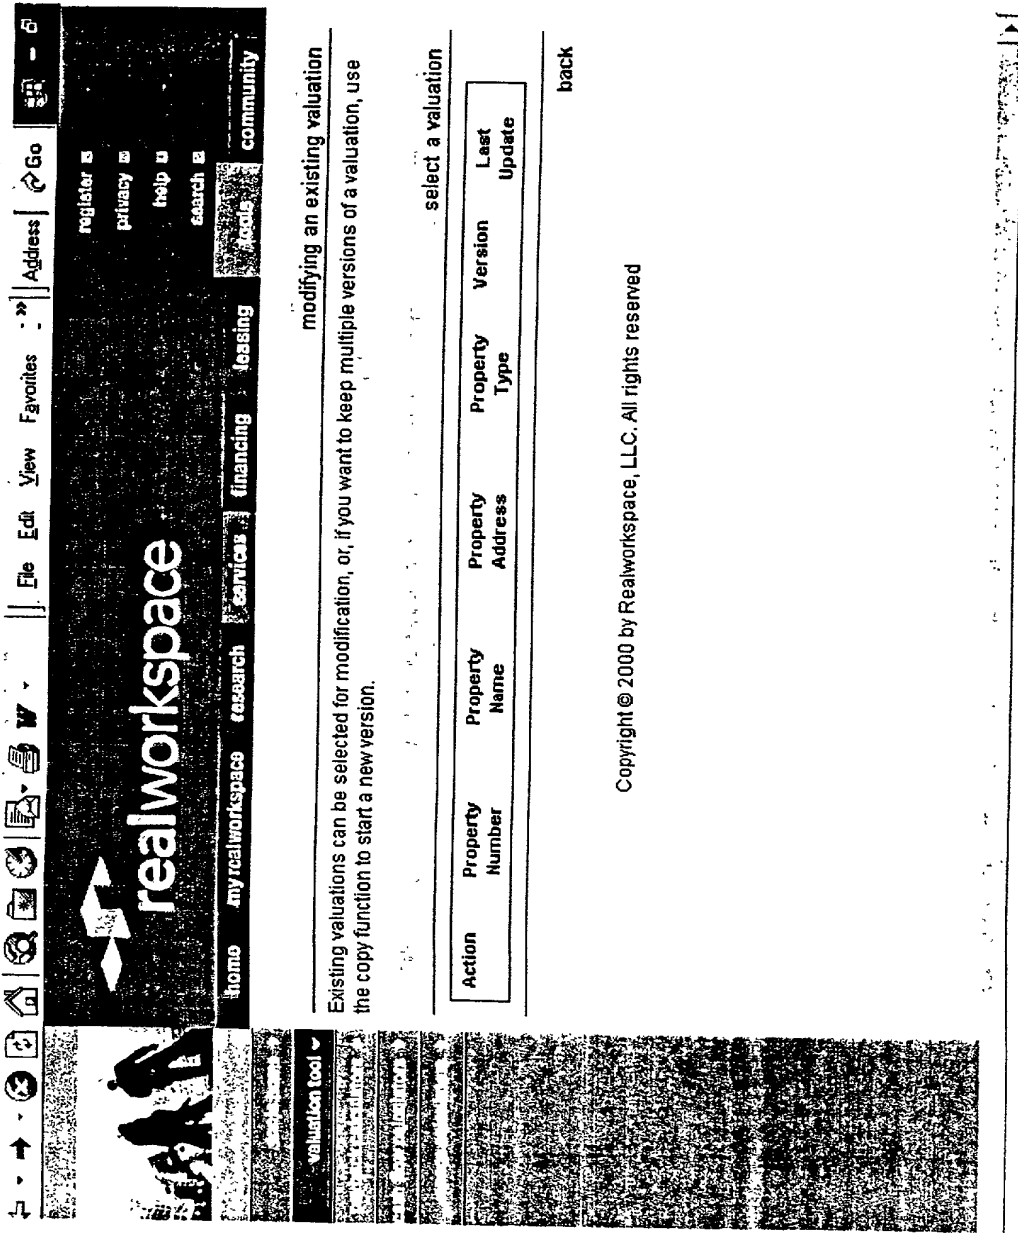 File Edit View Favorites » Address Go
register
privacy
help
search
realworkspace
home myrealworkspace research services financing leasing tools community
valuation tool
modifying an existing valuation
Existing valuations can be selected for modification, or, if you want to keep multiple versions of a valuation, use
the copy function to start a new version.
select a valuation
Action Property Number Property Name Property Address Property Type Version Last Update
back
Copyright © 2000 by Realworkspace, LLC. All rights reserved